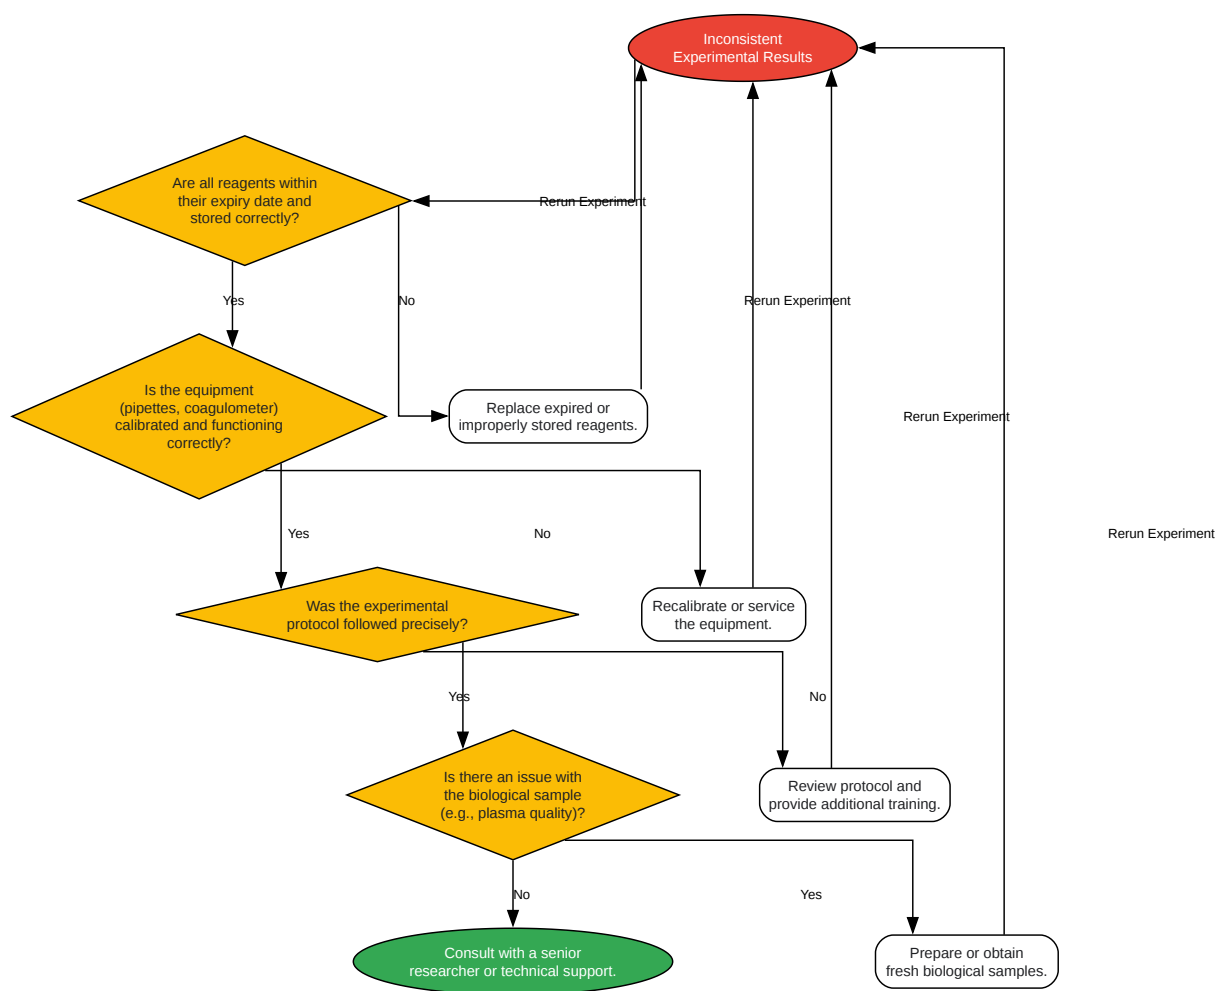 Inconsistent
Experimental Results
Are all reagents within
their expiry date and
stored correctly?
Rerun Experiment
Yes
No
Rerun Experiment
Is the equipment
(pipettes, coagulometer)
calibrated and functioning
correctly?
Replace expired or
improperly stored reagents.
Rerun Experiment
Yes
No
Rerun Experiment
Was the experimental
protocol followed precisely?
Recalibrate or service
the equipment.
Yes
No
Is there an issue with
the biological sample
(e.g., plasma quality)?
Review protocol and
provide additional training.
No
Yes
Consult with a senior
researcher or technical support.
Prepare or obtain
fresh biological samples.